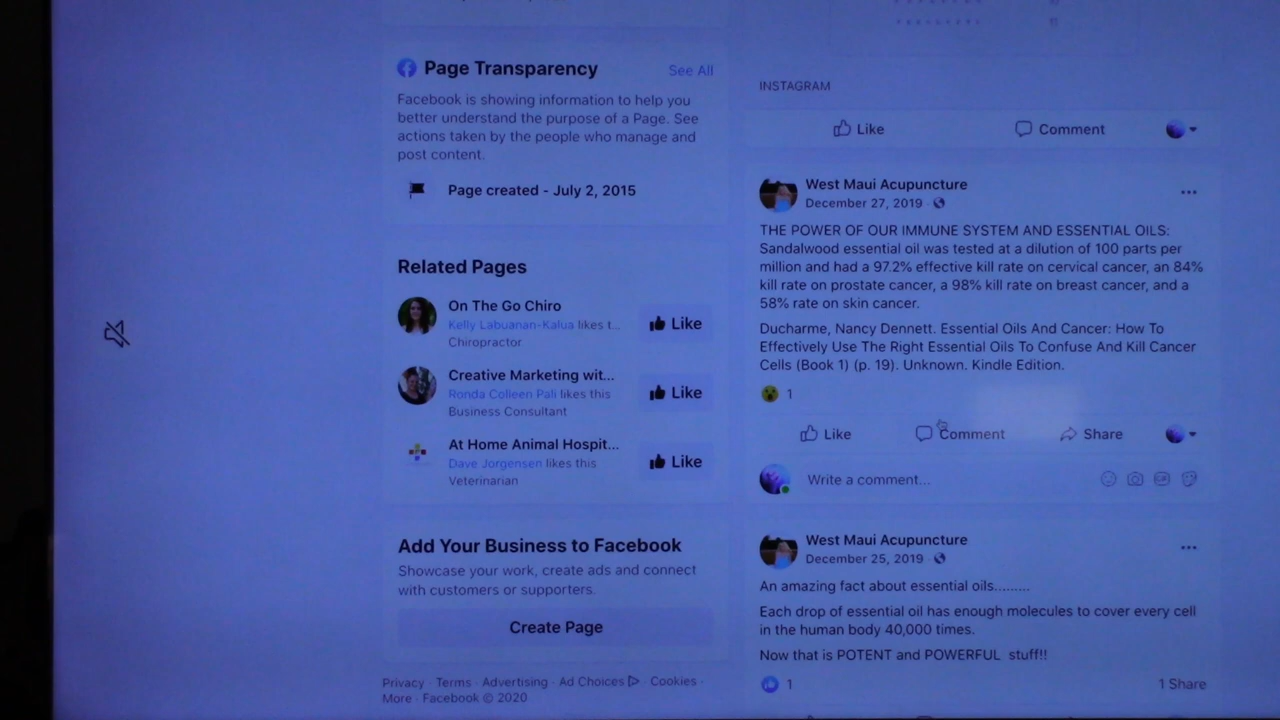 Page Transparency
See All
Facebook is showing information to help you
better understand the purpose of a Page. See
actions taken by the people who manage and
post content.
Page created - July 2, 2015
Related Pages
On The Go Chiro
Kelly Labuanan-Kalua likes t...
Chiropractor
Like
Creative Marketing wit...
Ronda Colleen Pali likes this
Business Consultant
Like
At Home Animal Hospit...
Dave Jorgensen likes this
Veterinarian
Like
Add Your Business to Facebook
Showcase your work, create ads and connect
with customers or supporters.
Create Page
Privacy · Terms · Advertising · Ad Choices · Cookies ·
More · Facebook © 2020
INSTAGRAM
Like Comment
West Maui Acupuncture
December 27, 2019 ·
THE POWER OF OUR IMMUNE SYSTEM AND ESSENTIAL OILS:
Sandalwood essential oil was tested at a dilution of 100 parts per
million and had a 97.2% effective kill rate on cervical cancer, an 84%
kill rate on prostate cancer, a 98% kill rate on breast cancer, and a
58% rate on skin cancer.
Ducharme, Nancy Dennett. Essential Oils And Cancer: How To
Effectively Use The Right Essential Oils To Confuse And Kill Cancer
Cells (Book 1) (p. 19). Unknown. Kindle Edition.
1
Like Comment Share
Write a comment...
West Maui Acupuncture
December 25, 2019 ·
An amazing fact about essential oils.........
Each drop of essential oil has enough molecules to cover every cell
in the human body 40,000 times.
Now that is POTENT and POWERFUL stuff!!
1
1 Share